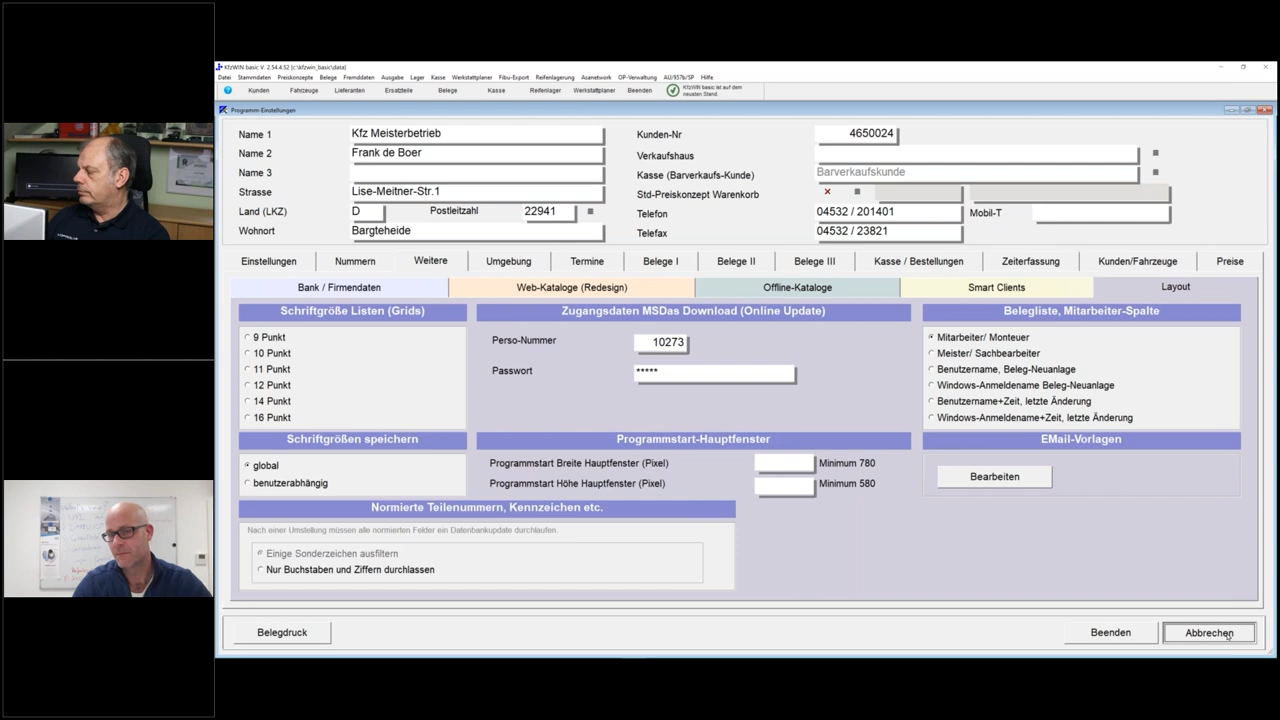 KfzWIN basic V. 2.54.4.52 (c:\kfzwin_basic\data)
Datei Stammdaten Preiskonzepte Belege Fremddaten Ausgabe Lager Kasse Werkstattplaner Fibu-Export Reifenlagerung Asanetwork OP-Verwaltung AU/§57b/SP Hilfe
Kunden Fahrzeuge Lieferanten Ersatzteile Belege Kasse Reifenlager Werkstattplaner Beenden KfzWIN basic ist auf dem
neusten Stand.
Programm-Einstellungen
Name 1 Kfz Meisterbetrieb Kunden-Nr 4650024
Name 2 Frank de Boer Verkaufshaus
Name 3 Kasse (Barverkaufs-Kunde) Barverkaufskunde
Strasse Lise-Meitner-Str.1 Std-Preiskonzept Warenkorb
Land (LKZ) D Postleitzahl 22941 Telefon 04532 / 201401 Mobil-T
Wohnort Bargteheide Telefax 04532 / 23821
Einstellungen Nummern Weitere Umgebung Termine Belege I Belege II Belege III Kasse / Bestellungen Zeiterfassung Kunden/Fahrzeuge Preise
Bank / Firmendaten Web-Kataloge (Redesign) Offline-Kataloge Smart Clients Layout
Schriftgröße Listen (Grids) Zugangsdaten MSDas Download (Online Update) Belegliste, Mitarbeiter-Spalte
9 Punkt Perso-Nummer 10273 Mitarbeiter/ Monteur
10 Punkt Meister/ Sachbearbeiter
11 Punkt Passwort ***** Benutzername, Beleg-Neuanlage
12 Punkt Windows-Anmeldename Beleg-Neuanlage
14 Punkt Benutzername+Zeit, letzte Änderung
16 Punkt Windows-Anmeldename+Zeit, letzte Änderung
Schriftgrößen speichern Programmstart-Hauptfenster EMail-Vorlagen
global Programmstart Breite Hauptfenster (Pixel) Minimum 780 Bearbeiten
benutzerabhängig Programmstart Höhe Hauptfenster (Pixel) Minimum 580
Normierte Teilenummern, Kennzeichen etc.
Nach einer Umstellung müssen alle normierten Felder ein Datenbankupdate durchlaufen.
Einige Sonderzeichen ausfiltern
Nur Buchstaben und Ziffern durchlassen
Belegdruck Beenden Abbrechen